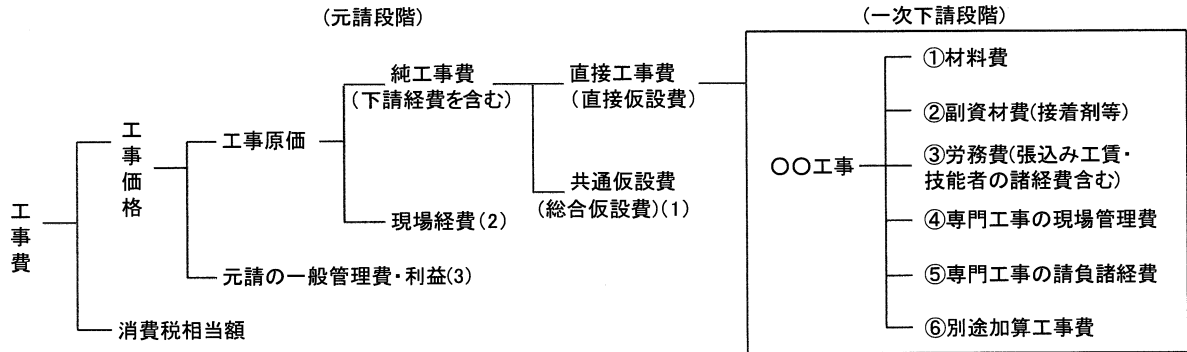 (元請段階)
(一次下請段階)
工事費
工事価格
消費税相当額
工事原価
元請の一般管理費・利益(3)
純工事費
(下請経費を含む)
現場経費(2)
直接工事費
(直接仮設費)
共通仮設費
(総合仮設費)(1)
〇〇工事
①材料費
②副資材費(接着剤等)
③労務費(張込み工賃・
技能者の諸経費含む)
④専門工事の現場管理費
⑤専門工事の請負諸経費
⑥別途加算工事費